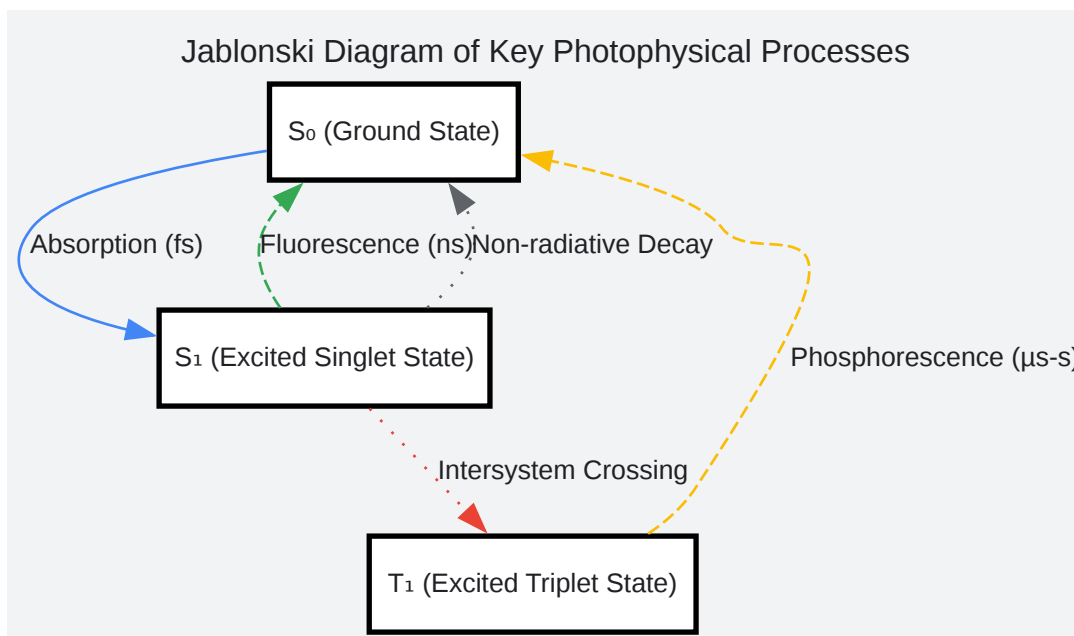 Jablonski Diagram of Key Photophysical Processes
S₀ (Ground State)
Absorption (fs)
Fluorescence (ns)
Non-radiative Decay
S₁ (Excited Singlet State)
Phosphorescence (µs-s)
Intersystem Crossing
T₁ (Excited Triplet State)